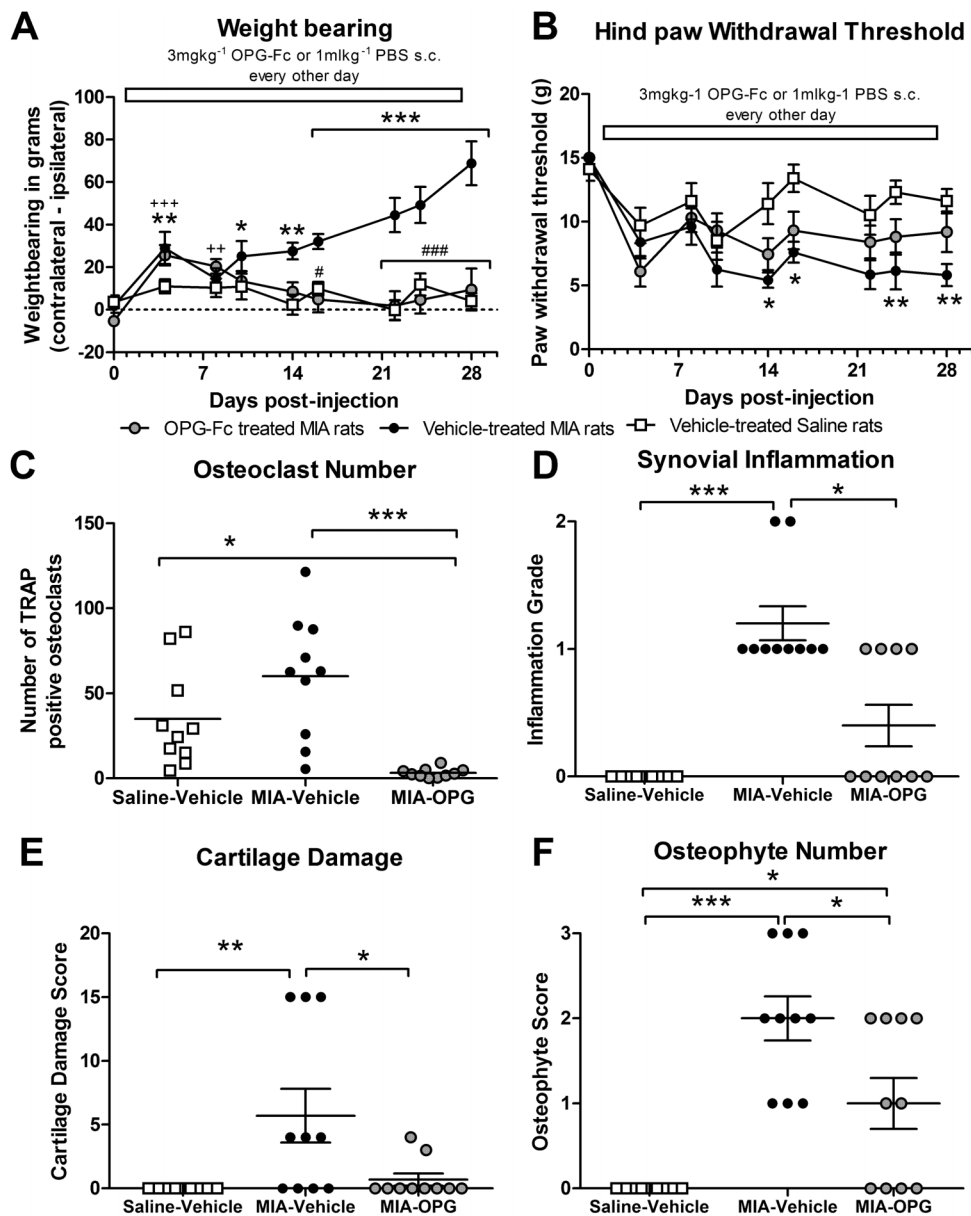 A
Weight bearing
3mgkg-1 OPG-Fc or 1mlkg-1 PBS s.c.
every other day
Weightbearing in grams
(contralateral - ipsilateral)
100
80
60
40
20
0
-20
***
+++
**
++
*
**
#
###
0
7
14
21
28
Days post-injection
B
Hind paw Withdrawal Threshold
3mgkg-1 OPG-Fc or 1mlkg-1 PBS s.c.
every other day
Paw withdrawal threshold (g)
20
15
10
5
0
*
*
**
**
0
7
14
21
28
Days post-injection
OPG-Fc treated MIA rats
Vehicle-treated MIA rats
Vehicle-treated Saline rats
C
Osteoclast Number
Number of TRAP
positive osteoclasts
150
100
50
0
*
***
Saline-Vehicle
MIA-Vehicle
MIA-OPG
D
Synovial Inflammation
Inflammation Grade
2
1
0
***
*
Saline-Vehicle
MIA-Vehicle
MIA-OPG
E
Cartilage Damage
Cartilage Damage Score
20
15
10
5
0
**
*
Saline-Vehicle
MIA-Vehicle
MIA-OPG
F
Osteophyte Number
Osteophyte Score
3
2
1
0
*
***
*
Saline-Vehicle
MIA-Vehicle
MIA-OPG